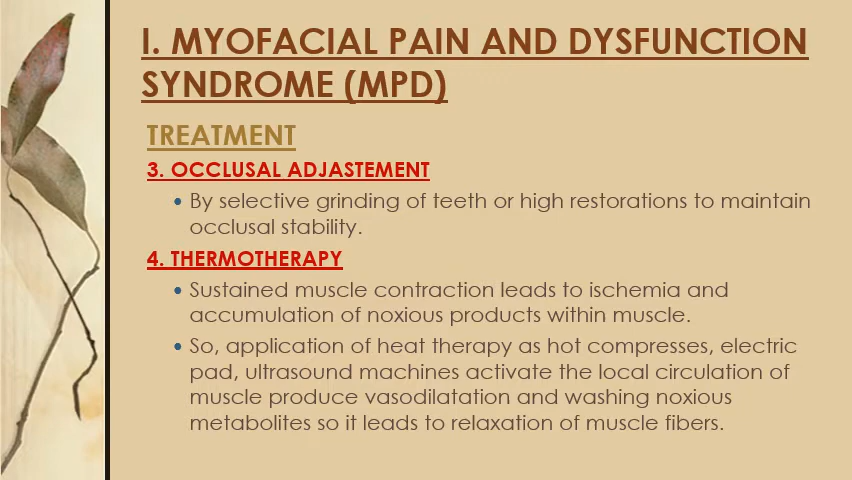 I. MYOFACIAL PAIN AND DYSFUNCTION
SYNDROME (MPD)
TREATMENT
3. OCCLUSAL ADJASTEMENT
• By selective grinding of teeth or high restorations to maintain
occlusal stability.
4. THERMOTHERAPY
• Sustained muscle contraction leads to ischemia and
accumulation of noxious products within muscle.
• So, application of heat therapy as hot compresses, electric
pad, ultrasound machines activate the local circulation of
muscle produce vasodilatation and washing noxious
metabolites so it leads to relaxation of muscle fibers.